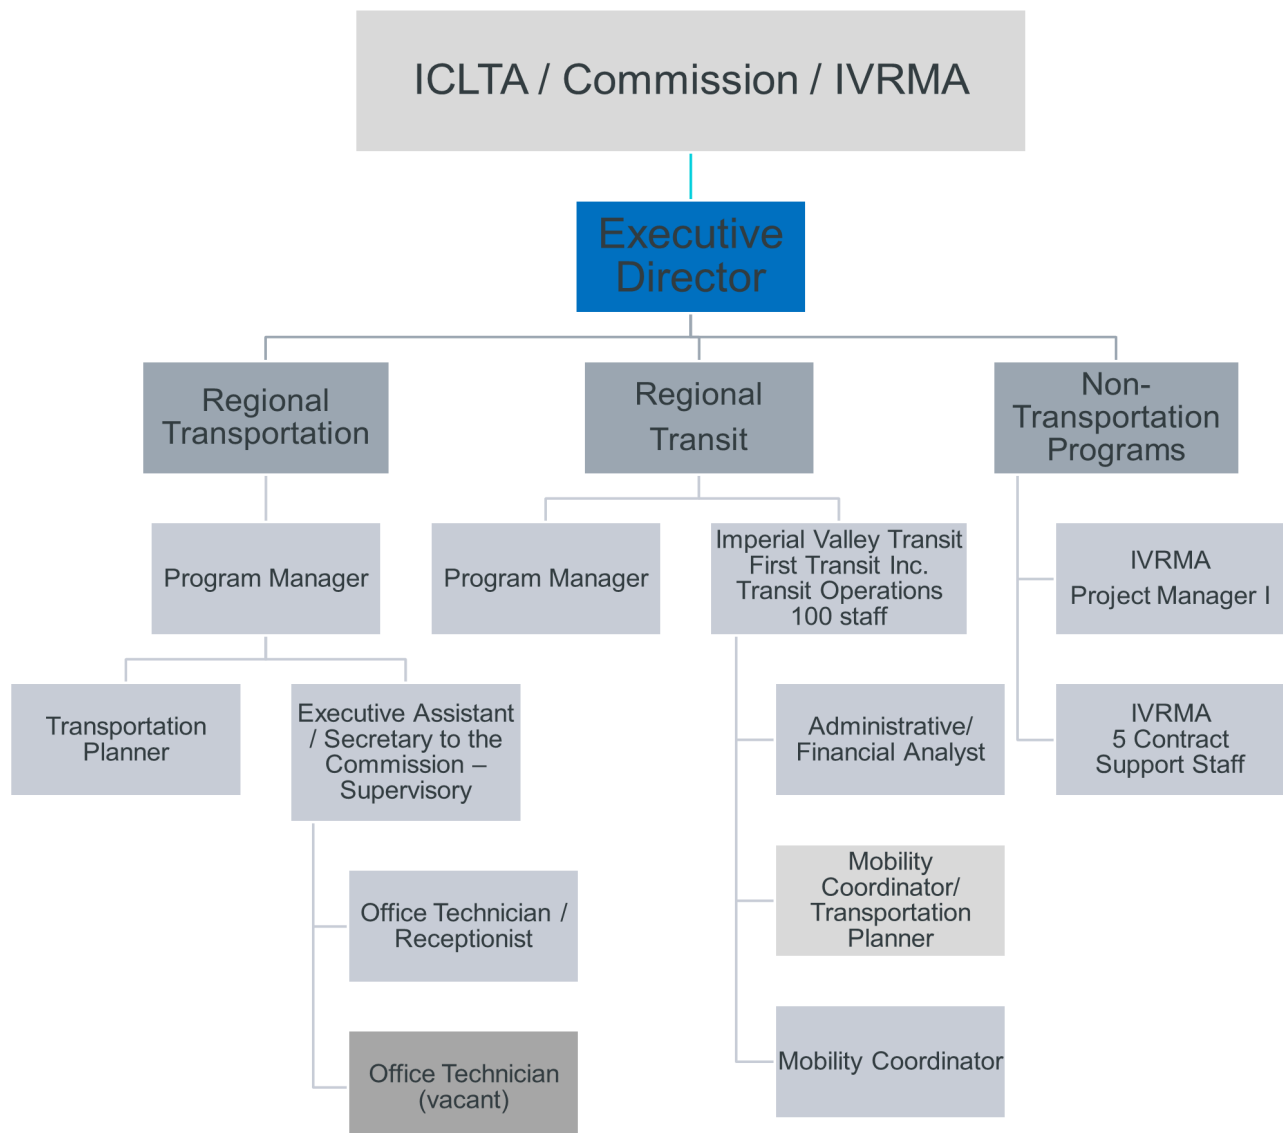 ICLTA / Commission / IVRMA
Executive
Director
Regional
Transportation
Regional
Transit
Non-
Transportation
Programs
Program Manager
Program Manager
Imperial Valley Transit
First Transit Inc.
Transit Operations
100 staff
IVRMA
Project Manager I
Transportation
Planner
Executive Assistant
/ Secretary to the
Commission –
Supervisory
Administrative/
Financial Analyst
IVRMA
5 Contract
Support Staff
Office Technician /
Receptionist
Mobility
Coordinator/
Transportation
Planner
Office Technician
(vacant)
Mobility Coordinator